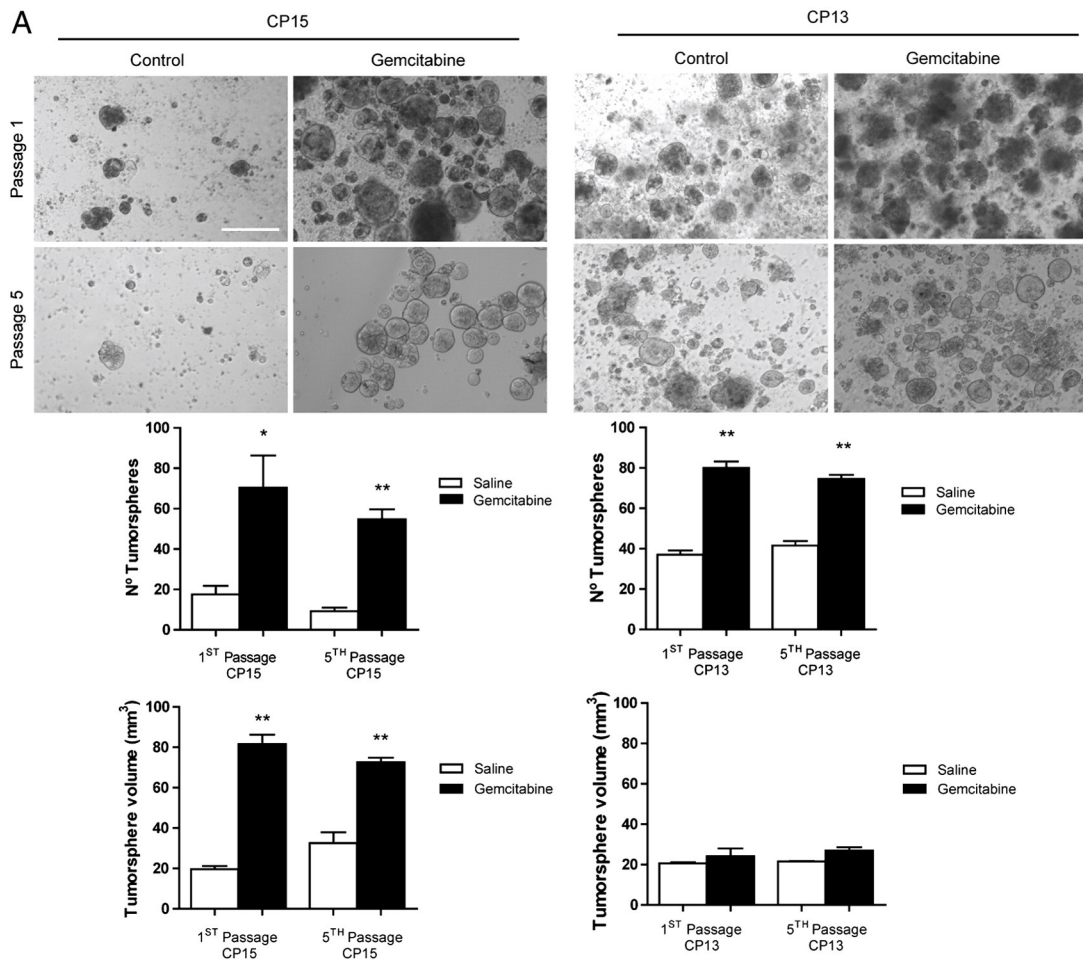 A
CP15
CP13
Control
Gemcitabine
Control
Gemcitabine
Passage 1
Passage 5
100
80
60
40
20
0
Nº Tumorspheres
*
**
Saline
Gemcitabine
1ST Passage
CP15
5TH Passage
CP15
100
80
60
40
20
0
Nº Tumorspheres
**
**
Saline
Gemcitabine
1ST Passage
CP13
5TH Passage
CP13
100
80
60
40
20
0
Tumorsphere volume (mm3)
**
**
Saline
Gemcitabine
1ST Passage
CP15
5TH Passage
CP15
100
80
60
40
20
0
Tumorsphere volume (mm3)
Saline
Gemcitabine
1ST Passage
CP13
5TH Passage
CP13